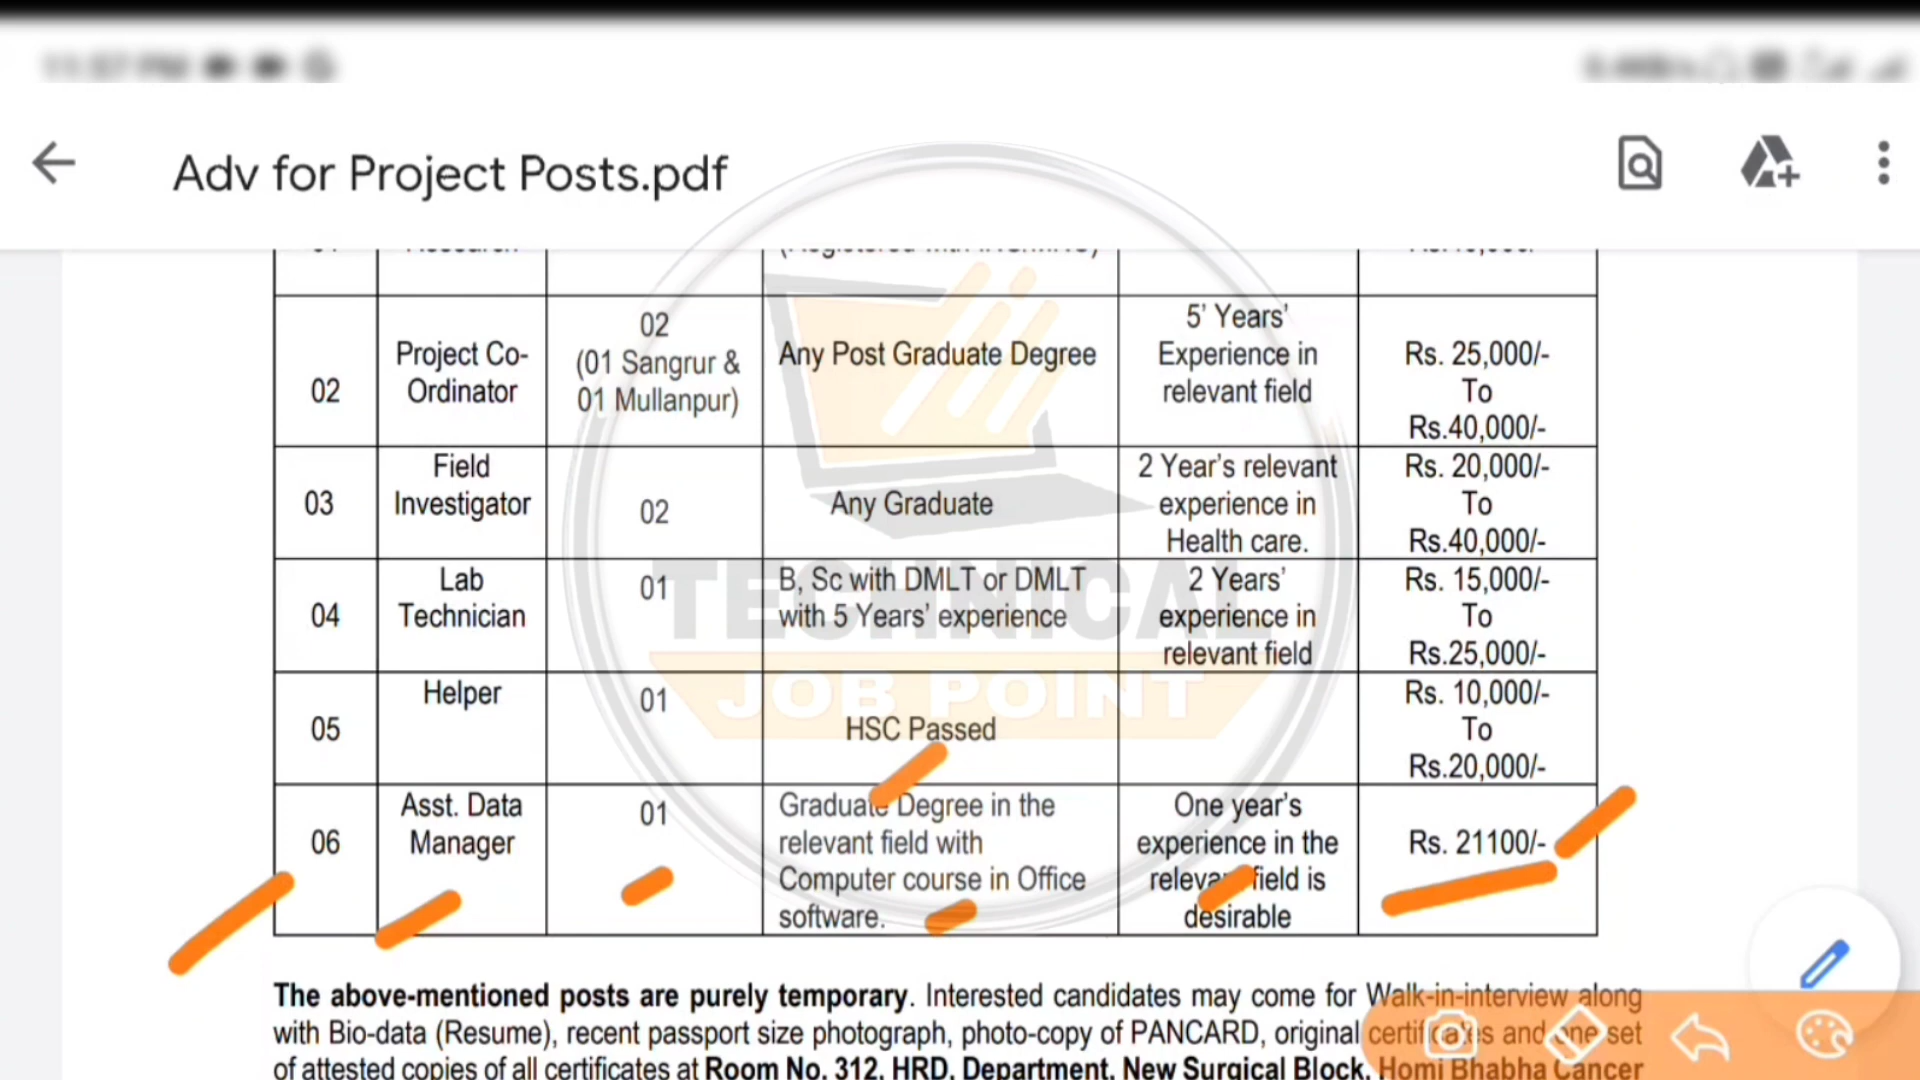 Adv for Project Posts.pdf
02
Project Co-
Ordinator
02
(01 Sangrur &
01 Mullanpur)
Any Post Graduate Degree
5’ Years’
Experience in
relevant field
Rs. 25,000/-
To
Rs.40,000/-
03
Field
Investigator
02
Any Graduate
2 Year’s relevant
experience in
Health care.
Rs. 20,000/-
To
Rs.40,000/-
04
Lab
Technician
01
B, Sc with DMLT or DMLT
with 5 Years’ experience
2 Years’
experience in
relevant field
Rs. 15,000/-
To
Rs.25,000/-
05
Helper
01
HSC Passed
Rs. 10,000/-
To
Rs.20,000/-
06
Asst. Data
Manager
01
Graduate Degree in the
relevant field with
Computer course in Office
software.
One year’s
experience in the
relevant field is
desirable
Rs. 21100/-
TECHNICAL
JOB POINT
The above-mentioned posts are purely temporary. Interested candidates may come for Walk-in-interview along
with Bio-data (Resume), recent passport size photograph, photo-copy of PANCARD, original certificates and one set
of attested copies of all certificates at Room No. 312, HRD, Department, New Surgical Block, Homi Bhabha Cancer